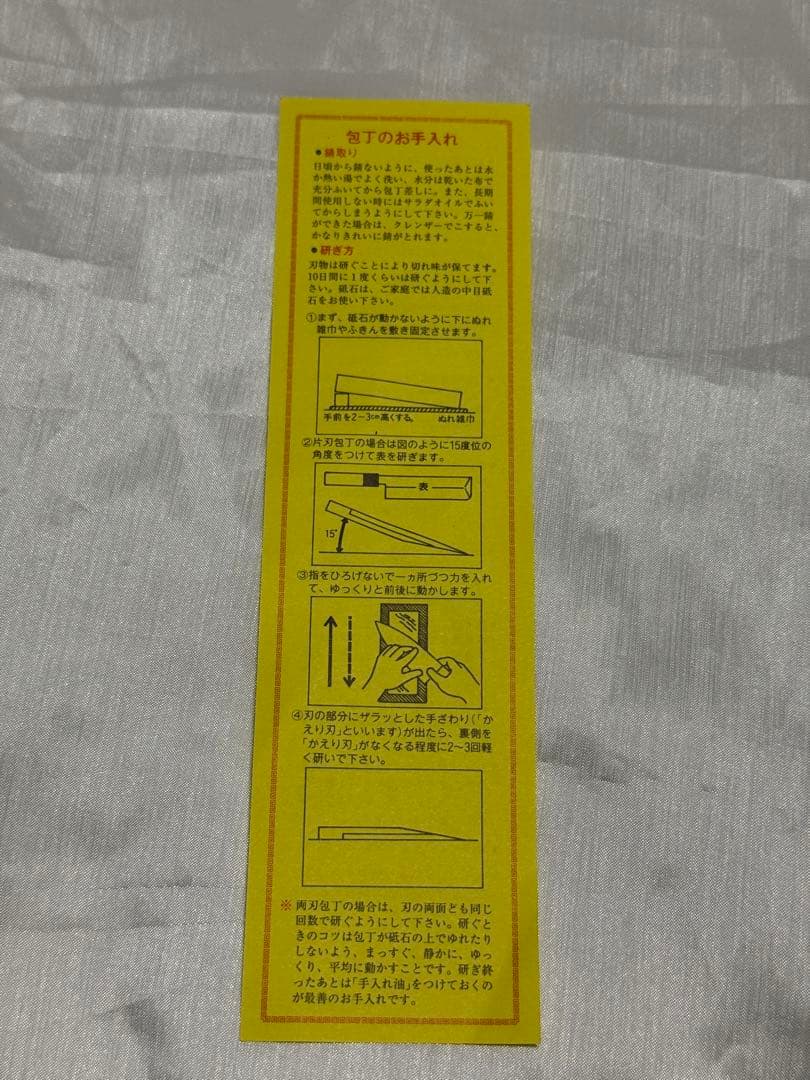 包丁のお手入れ
●錆取り
日頃から錆ないように、使ったあとは水
か熱い湯でよく洗い、水分は乾いた布で
充分ふいてから包丁差しに。また、長期
間使用しない時にはサラダオイルでふい
てからしまうようにして下さい。万一錆
ができた場合は、クレンザーでこすると、
かなりきれいに錆がとれます。
●研ぎ方
刃物は研ぐことにより切れ味が保てます。
10日間に1度くらいは研ぐようにして下
さい。砥石は、ご家庭では人造の中目砥
石をお使い下さい。
①まず、砥石が動かないように下にぬれ
雑巾やふきんを敷き固定させます。
手前を2~3cm高くする。 ぬれ雑巾
②片刃包丁の場合は図のように15度位の
角度をつけて表を研ぎます。
表
15°
③指をひろげないで一ヵ所づつ力を入れ
て、ゆっくりと前後に動かします。
④刃の部分にザラッとした手ざわり(「か
えり刃」といいます)が出たら、裏側を
「かえり刃」がなくなる程度に2~3回軽
く研いで下さい。
※両刃包丁の場合は、刃の両面ども同じ
回数で研ぐようにして下さい。研ぐと
きのコツは包丁が砥石の上でゆれたり
しないよう、まっすぐ、静かに、ゆっ
くり、平均に動かすことです。研ぎ終
ったあとは「手入れ油」をつけておくの
が最善のお手入れです。